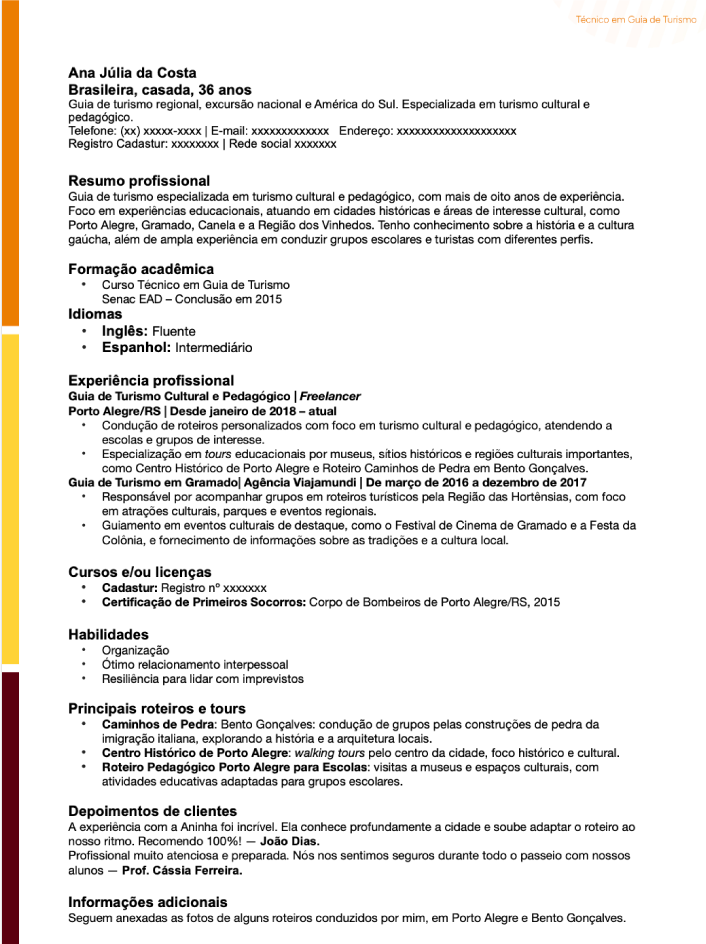 Técnico em Guia de Turismo
Ana Júlia da Costa
Brasileira, casada, 36 anos
Guia de turismo regional, excursão nacional e América do Sul. Especializada em turismo cultural e
pedagógico.
Telefone: (xx) xxxxx-xxxx | E-mail: xxxxxxxxxxxxx   Endereço: xxxxxxxxxxxxxxxxxxxx
Registro Cadastur: xxxxxxxx | Rede social xxxxxxx
Resumo profissional
Guia de turismo especializada em turismo cultural e pedagógico, com mais de oito anos de experiência.
Foco em experiências educacionais, atuando em cidades históricas e áreas de interesse cultural, como
Porto Alegre, Gramado, Canela e a Região dos Vinhedos. Tenho conhecimento sobre a história e a cultura
gaúcha, além de ampla experiência em conduzir grupos escolares e turistas com diferentes perfis.
Formação acadêmica
• Curso Técnico em Guia de Turismo
Senac EAD – Conclusão em 2015
Idiomas
• Inglês: Fluente
• Espanhol: Intermediário
Experiência profissional
Guia de Turismo Cultural e Pedagógico | Freelancer
Porto Alegre/RS | Desde janeiro de 2018 – atual
• Condução de roteiros personalizados com foco em turismo cultural e pedagógico, atendendo a
escolas e grupos de interesse.
• Especialização em tours educacionais por museus, sítios históricos e regiões culturais importantes,
como Centro Histórico de Porto Alegre e Roteiro Caminhos de Pedra em Bento Gonçalves.
Guia de Turismo em Gramado| Agência Viajamundi | De março de 2016 a dezembro de 2017
• Responsável por acompanhar grupos em roteiros turísticos pela Região das Hortênsias, com foco
em atrações culturais, parques e eventos regionais.
• Guiamento em eventos culturais de destaque, como o Festival de Cinema de Gramado e a Festa da
Colônia, e fornecimento de informações sobre as tradições e a cultura local.
Cursos e/ou licenças
• Cadastur: Registro nº xxxxxxx
• Certificação de Primeiros Socorros: Corpo de Bombeiros de Porto Alegre/RS, 2015
Habilidades
• Organização
• Ótimo relacionamento interpessoal
• Resiliência para lidar com imprevistos
Principais roteiros e tours
• Caminhos de Pedra: Bento Gonçalves: condução de grupos pelas construções de pedra da
imigração italiana, explorando a história e a arquitetura locais.
• Centro Histórico de Porto Alegre: walking tours pelo centro da cidade, foco histórico e cultural.
• Roteiro Pedagógico Porto Alegre para Escolas: visitas a museus e espaços culturais, com
atividades educativas adaptadas para grupos escolares.
Depoimentos de clientes
A experiência com a Aninha foi incrível. Ela conhece profundamente a cidade e soube adaptar o roteiro ao
nosso ritmo. Recomendo 100%! — João Dias.
Profissional muito atenciosa e preparada. Nós nos sentimos seguros durante todo o passeio com nossos
alunos — Prof. Cássia Ferreira.
Informações adicionais
Seguem anexadas as fotos de alguns roteiros conduzidos por mim, em Porto Alegre e Bento Gonçalves.